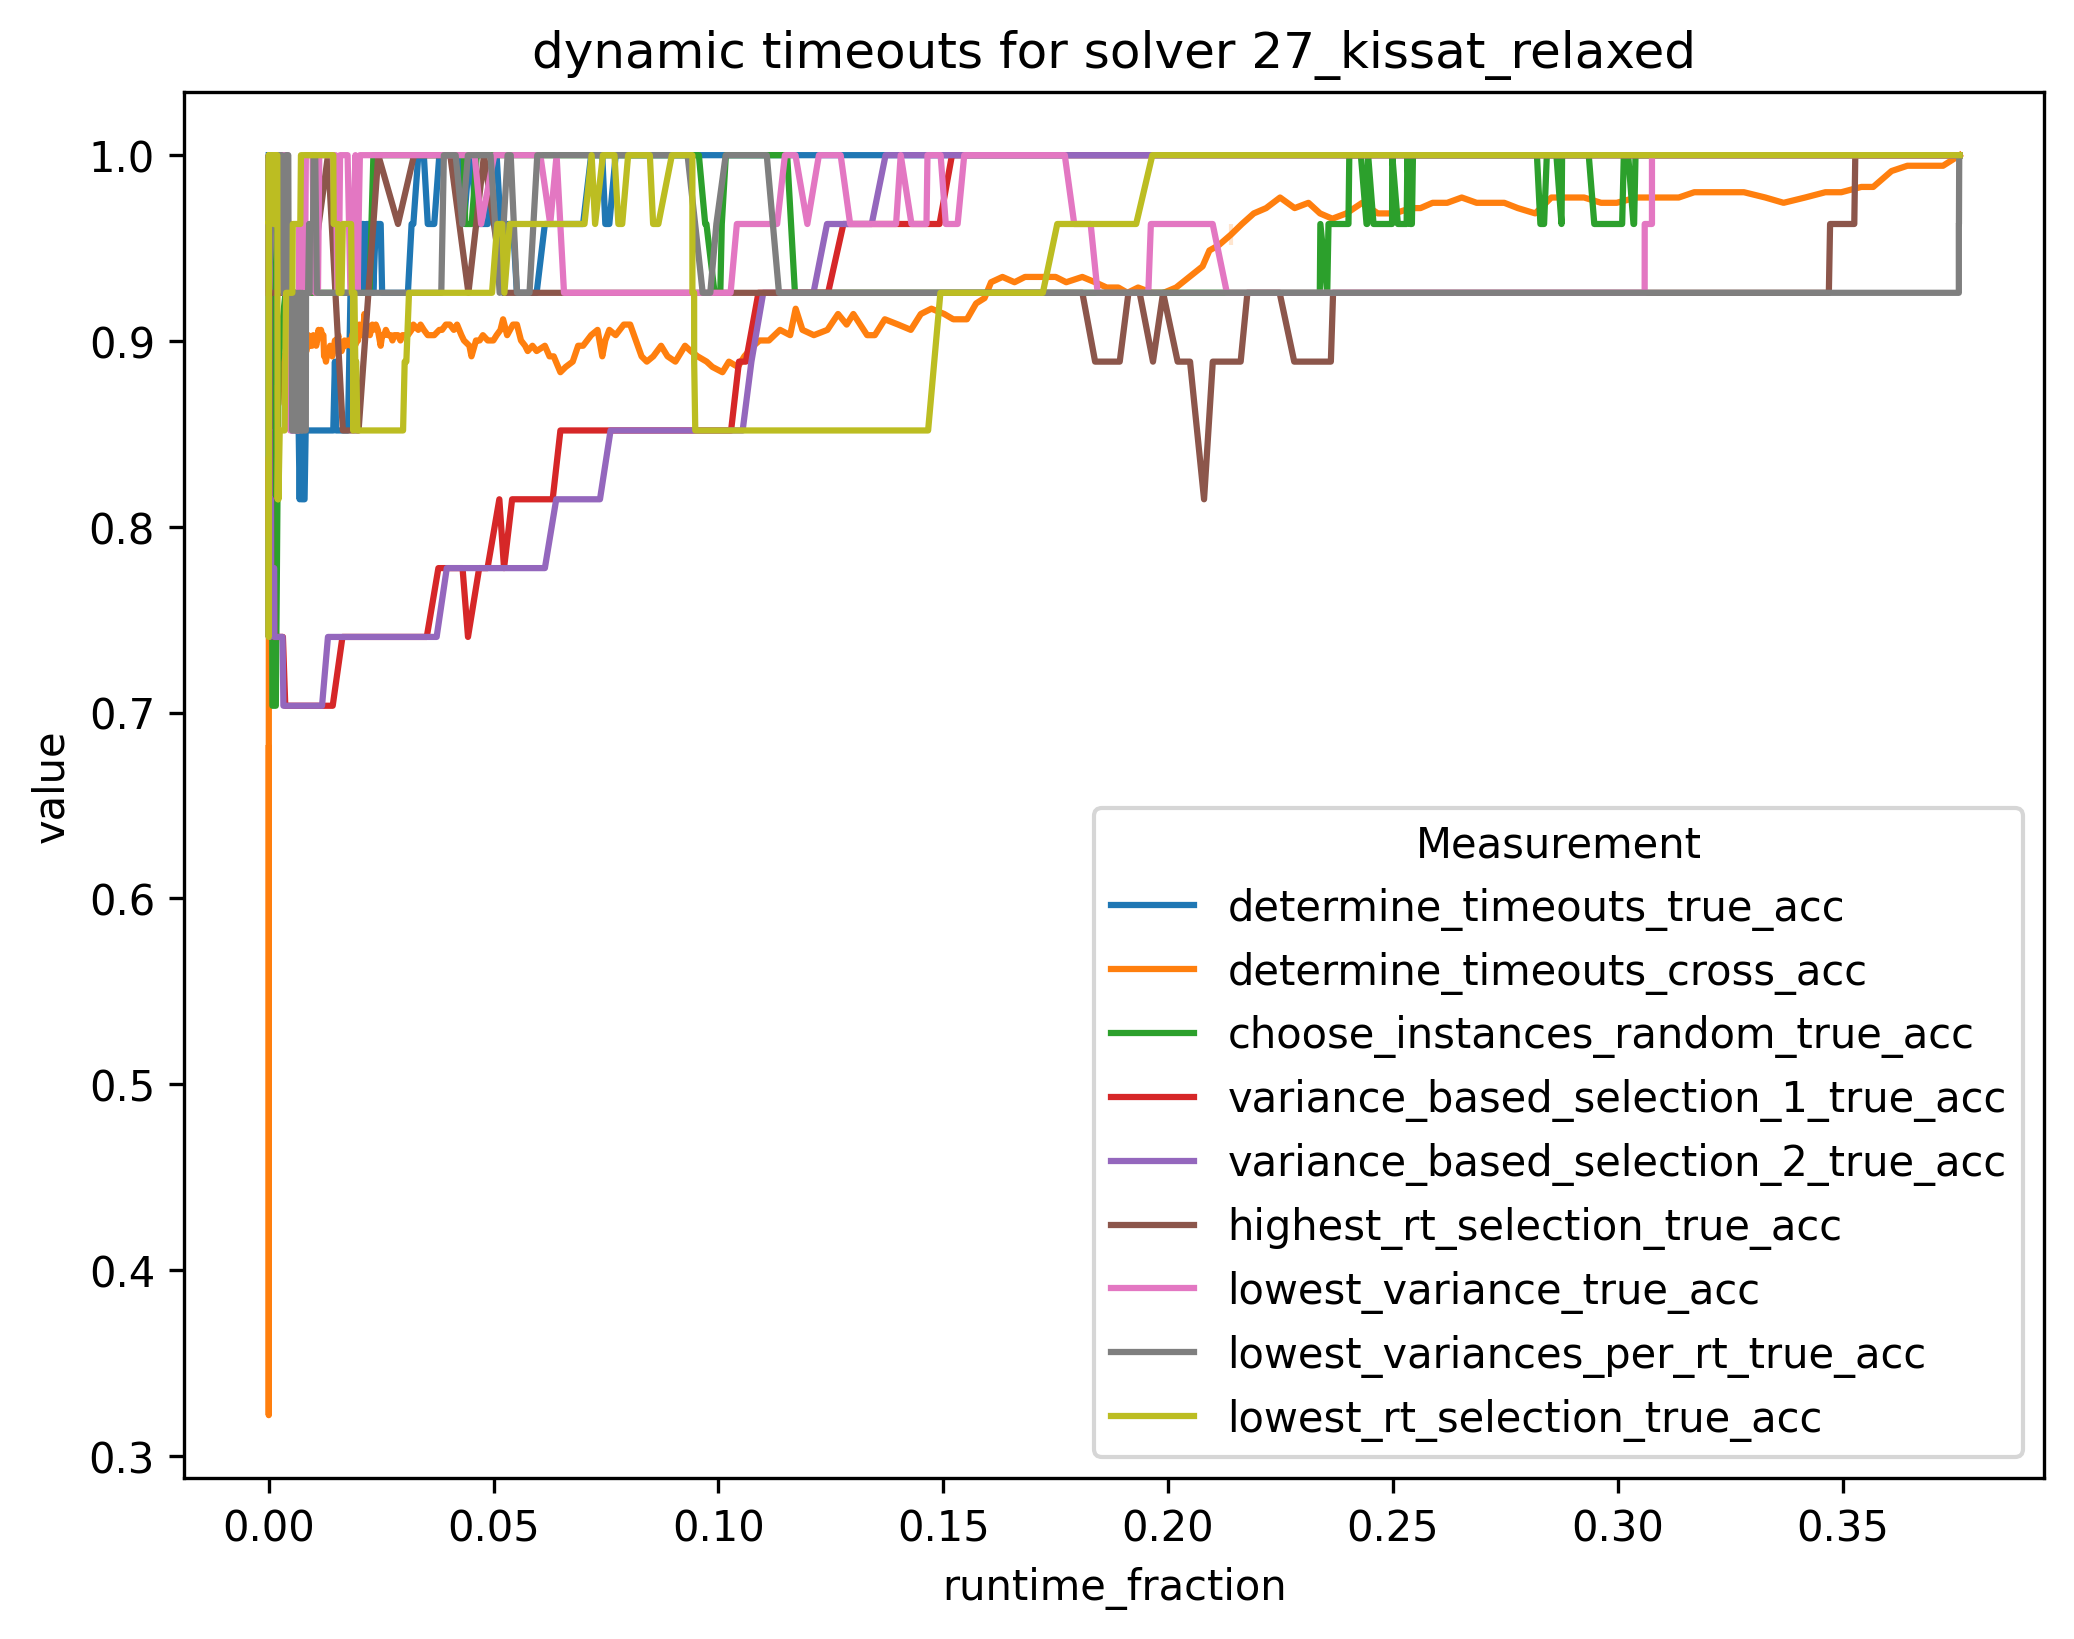 dynamic timeouts for solver 27_kissat_relaxed
value
1.0
0.9
0.8
0.7
0.6
0.5
0.4
0.3
Measurement
determine_timeouts_true_acc
determine_timeouts_cross_acc
choose_instances_random_true_acc
variance_based_selection_1_true_acc
variance_based_selection_2_true_acc
highest_rt_selection_true_acc
lowest_variance_true_acc
lowest_variances_per_rt_true_acc
lowest_rt_selection_true_acc
0.00 0.05 0.10 0.15 0.20 0.25 0.30 0.35
runtime_fraction